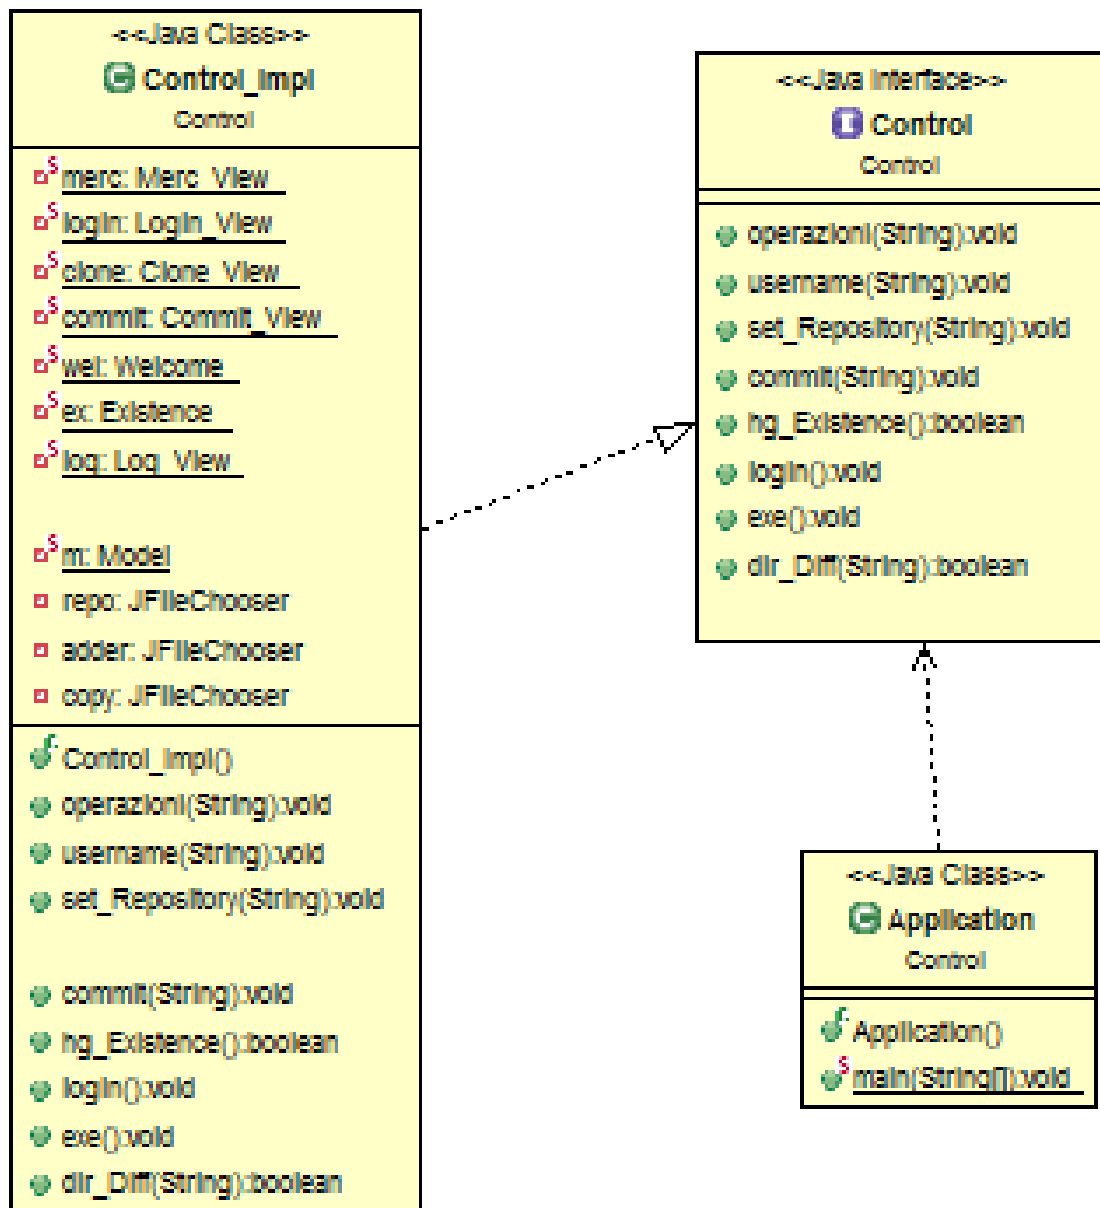 <<Java Class>>
Control_Impl
Control
merc: Merc_View
login: Login_View
clone: Clone_View
commit: Commit_View
wel: Welcome
ex: Existence
log: Log_View
m: Model
repo: JFileChooser
adder: JFileChooser
copy: JFileChooser
Control_Impl()
operazioni(String):void
username(String):void
set_Repository(String):void
commit(String):void
hg_Existence():boolean
login():void
exe():void
dir_Diff(String):boolean
<<Java Interface>>
Control
Control
operazioni(String):void
username(String):void
set_Repository(String):void
commit(String):void
hg_Existence():boolean
login():void
exe():void
dir_Diff(String):boolean
<<Java Class>>
Application
Control
Application()
main(String[]):void